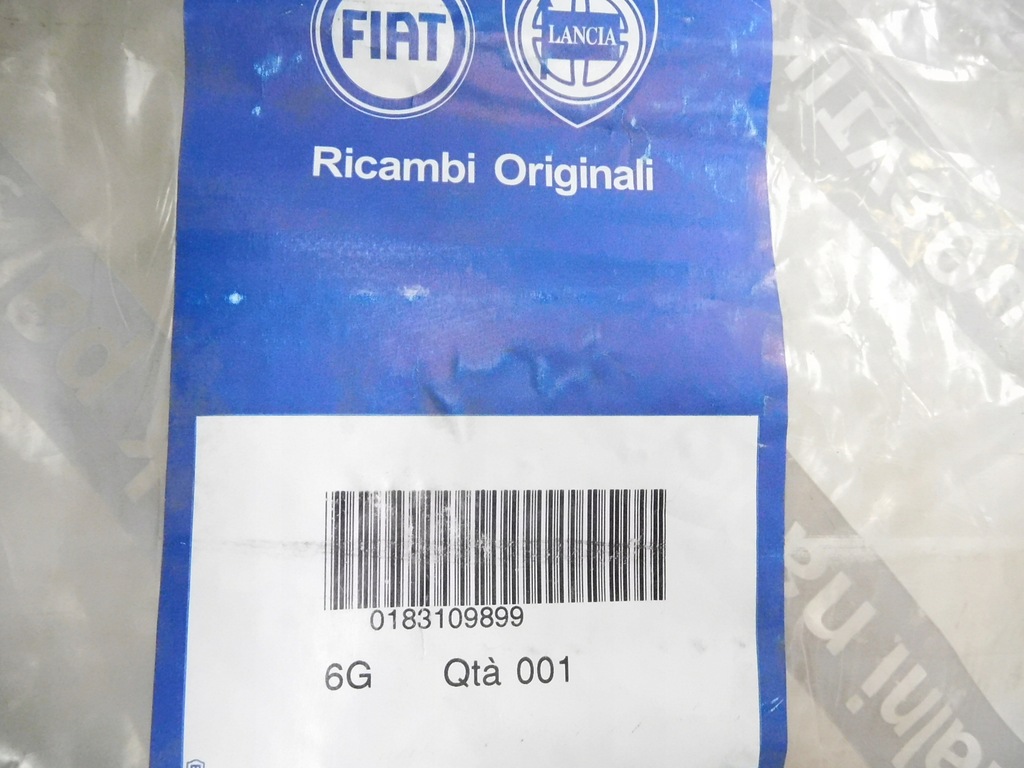 FIAT LANCIA
Ricambi Originali
0183109899
6G Qtà 001